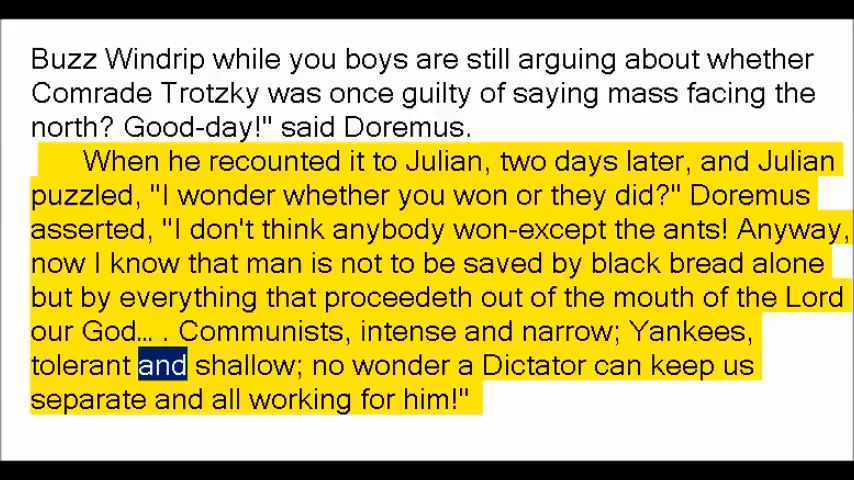 Buzz Windrip while you boys are still arguing about whether
Comrade Trotzky was once guilty of saying mass facing the
north? Good-day!" said Doremus.
When he recounted it to Julian, two days later, and Julian
puzzled, "I wonder whether you won or they did?" Doremus
asserted, "I don't think anybody won-except the ants! Anyway,
now I know that man is not to be saved by black bread alone
but by everything that proceedeth out of the mouth of the Lord
our God... . Communists, intense and narrow; Yankees,
tolerant and shallow; no wonder a Dictator can keep us
separate and all working for him!"